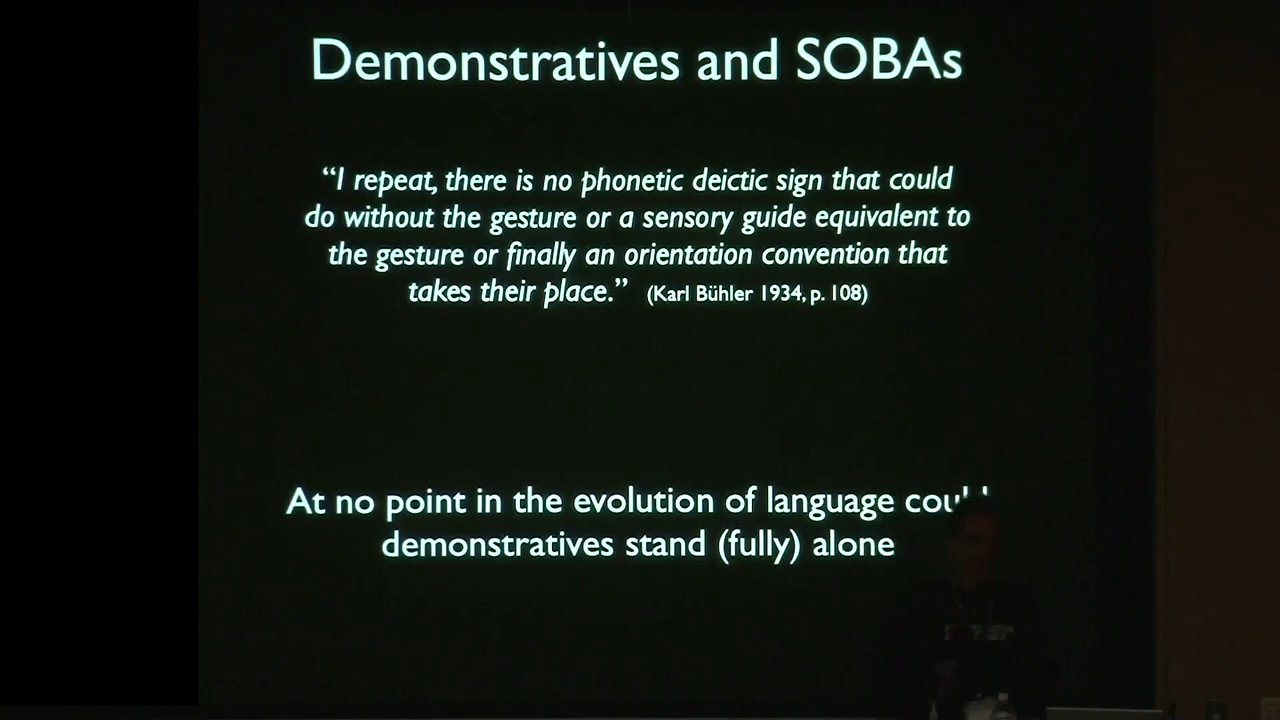 Demonstratives and SOBAs
“I repeat, there is no phonetic deictic sign that could
do without the gesture or a sensory guide equivalent to
the gesture or finally an orientation convention that
takes their place.” (Karl Bühler 1934, p. 108)
At no point in the evolution of language could
demonstratives stand (fully) alone